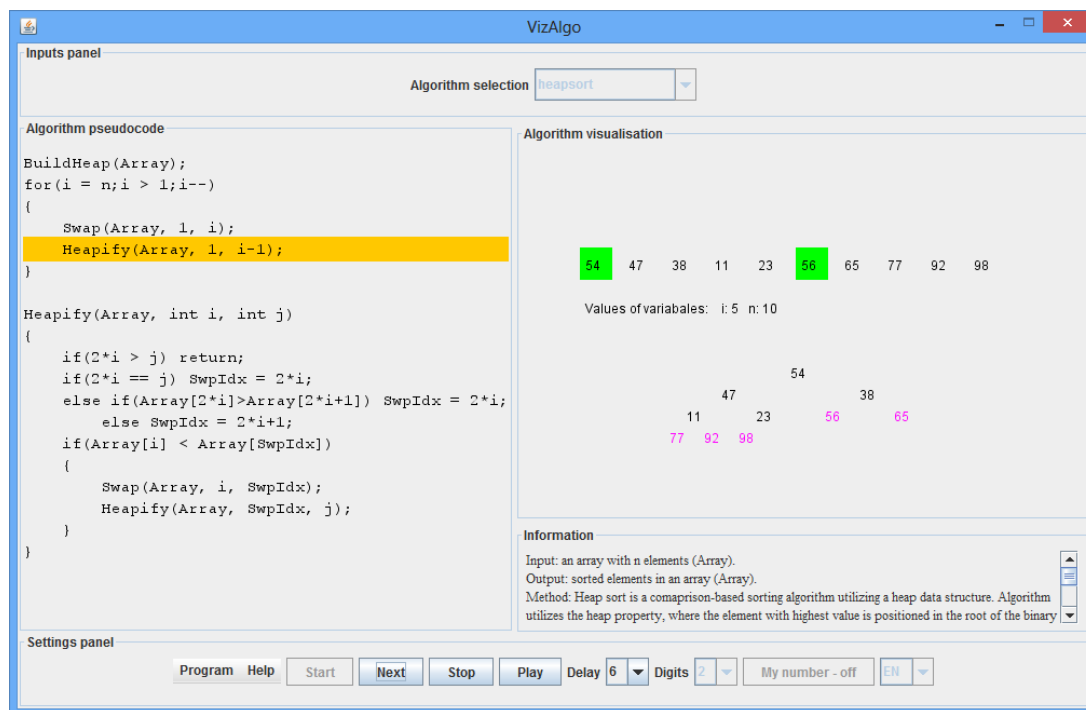 VizAlgo
Inputs panel
Algorithm selection heapsort
Algorithm pseudocode
BuildHeap(Array);
for(i = n;i > 1;i--)
{
Swap(Array, 1, i);
Heapify(Array, 1, i-1);
}
Heapify(Array, int i, int j)
{
if(2*i > j) return;
if(2*i == j) SwpIdx = 2*i;
else if(Array[2*i]>Array[2*i+1]) SwpIdx = 2*i;
else SwpIdx = 2*i+1;
if(Array[i] < Array[SwpIdx])
{
Swap(Array, i, SwpIdx);
Heapify(Array, SwpIdx, j);
}
}
Algorithm visualisation
54 47 38 11 23 56 65 77 92 98
Values of variabales: i: 5 n: 10
54
47 38
11 23 56 65
77 92 98
Information
Input: an array with n elements (Array).
Output: sorted elements in an array (Array).
Method: Heap sort is a comaprison-based sorting algorithm utilizing a heap data structure. Algorithm
utilizes the heap property, where the element with highest value is positioned in the root of the binary
Settings panel
Program Help Start Next Stop Play Delay 6 Digits 2 My number - off EN